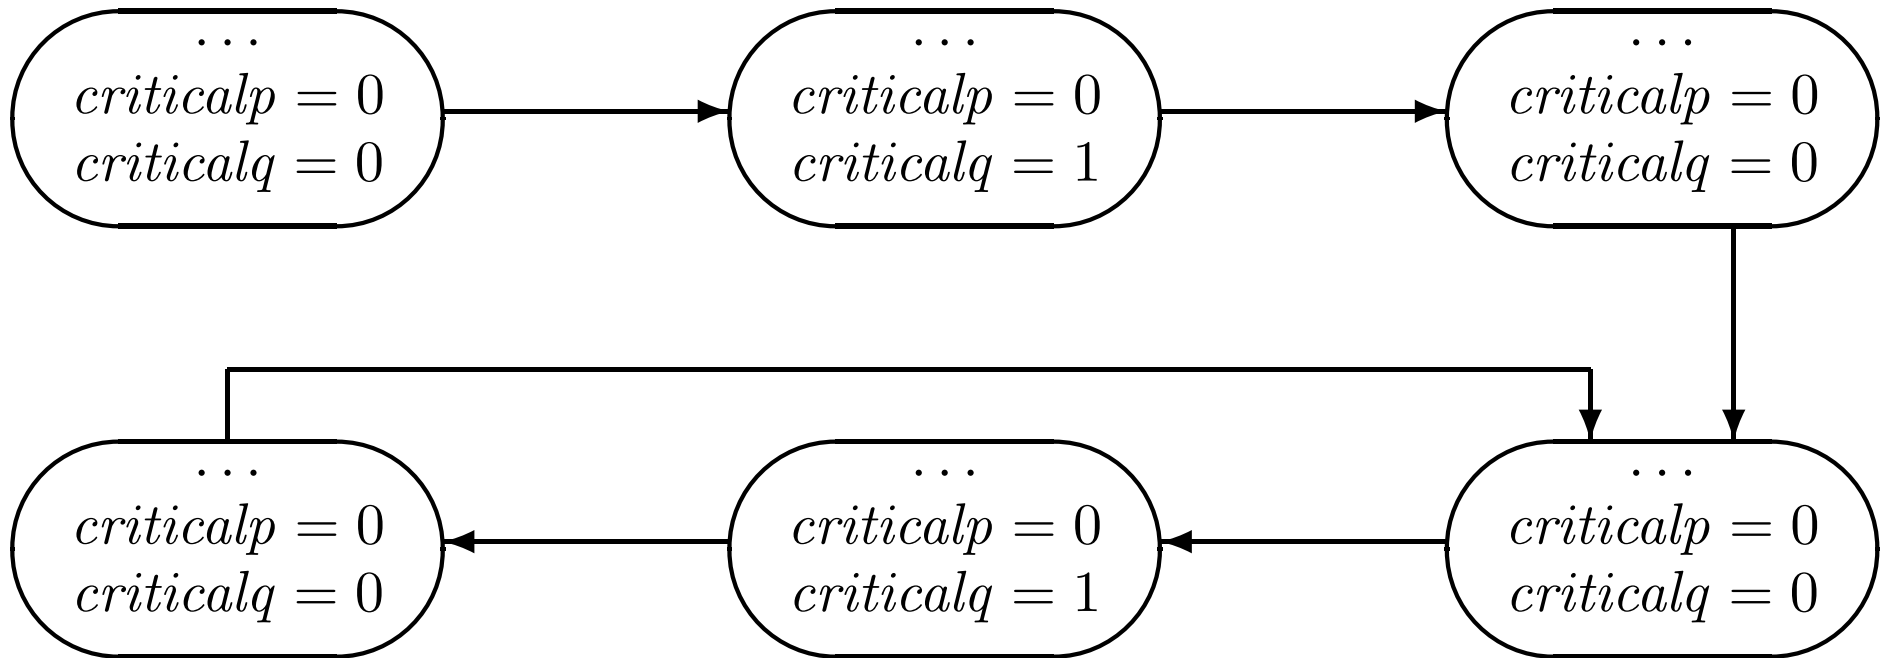 ···
criticalp = 0
criticalq = 0
···
criticalp = 0
criticalq = 1
···
criticalp = 0
criticalq = 0
···
criticalp = 0
criticalq = 0
···
criticalp = 0
criticalq = 1
···
criticalp = 0
criticalq = 0